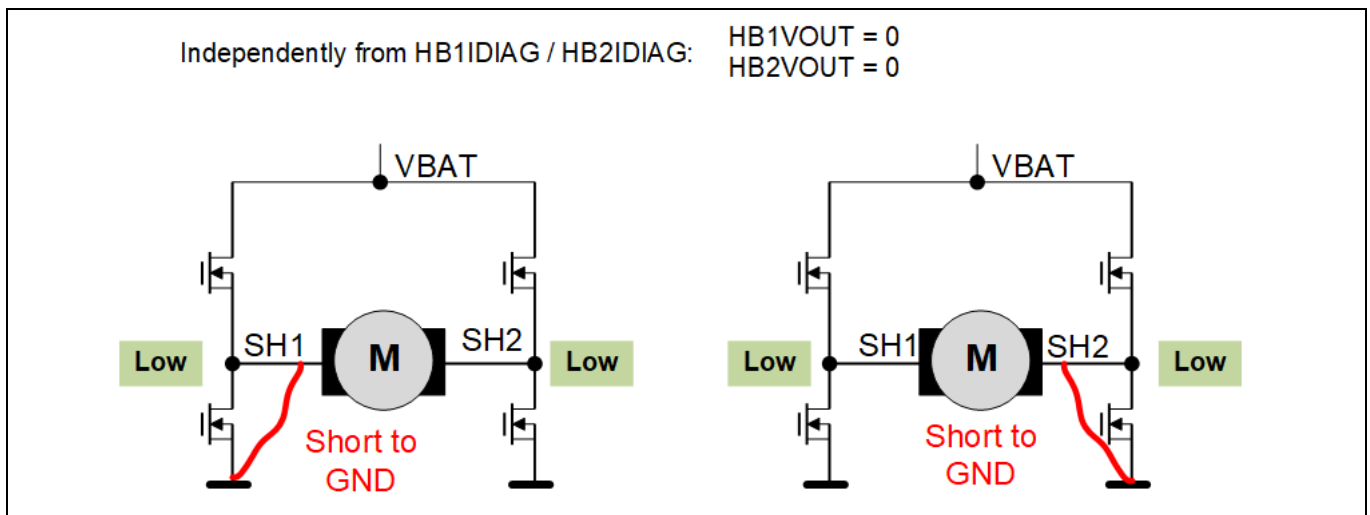 Independently from HB1IDIAG / HB2IDIAG:
HB1VOUT = 0
HB2VOUT = 0
VBAT
SH1
M
SH2
Low
Low
Short to
GND
VBAT
SH1
M
SH2
Low
Low
Short to
GND